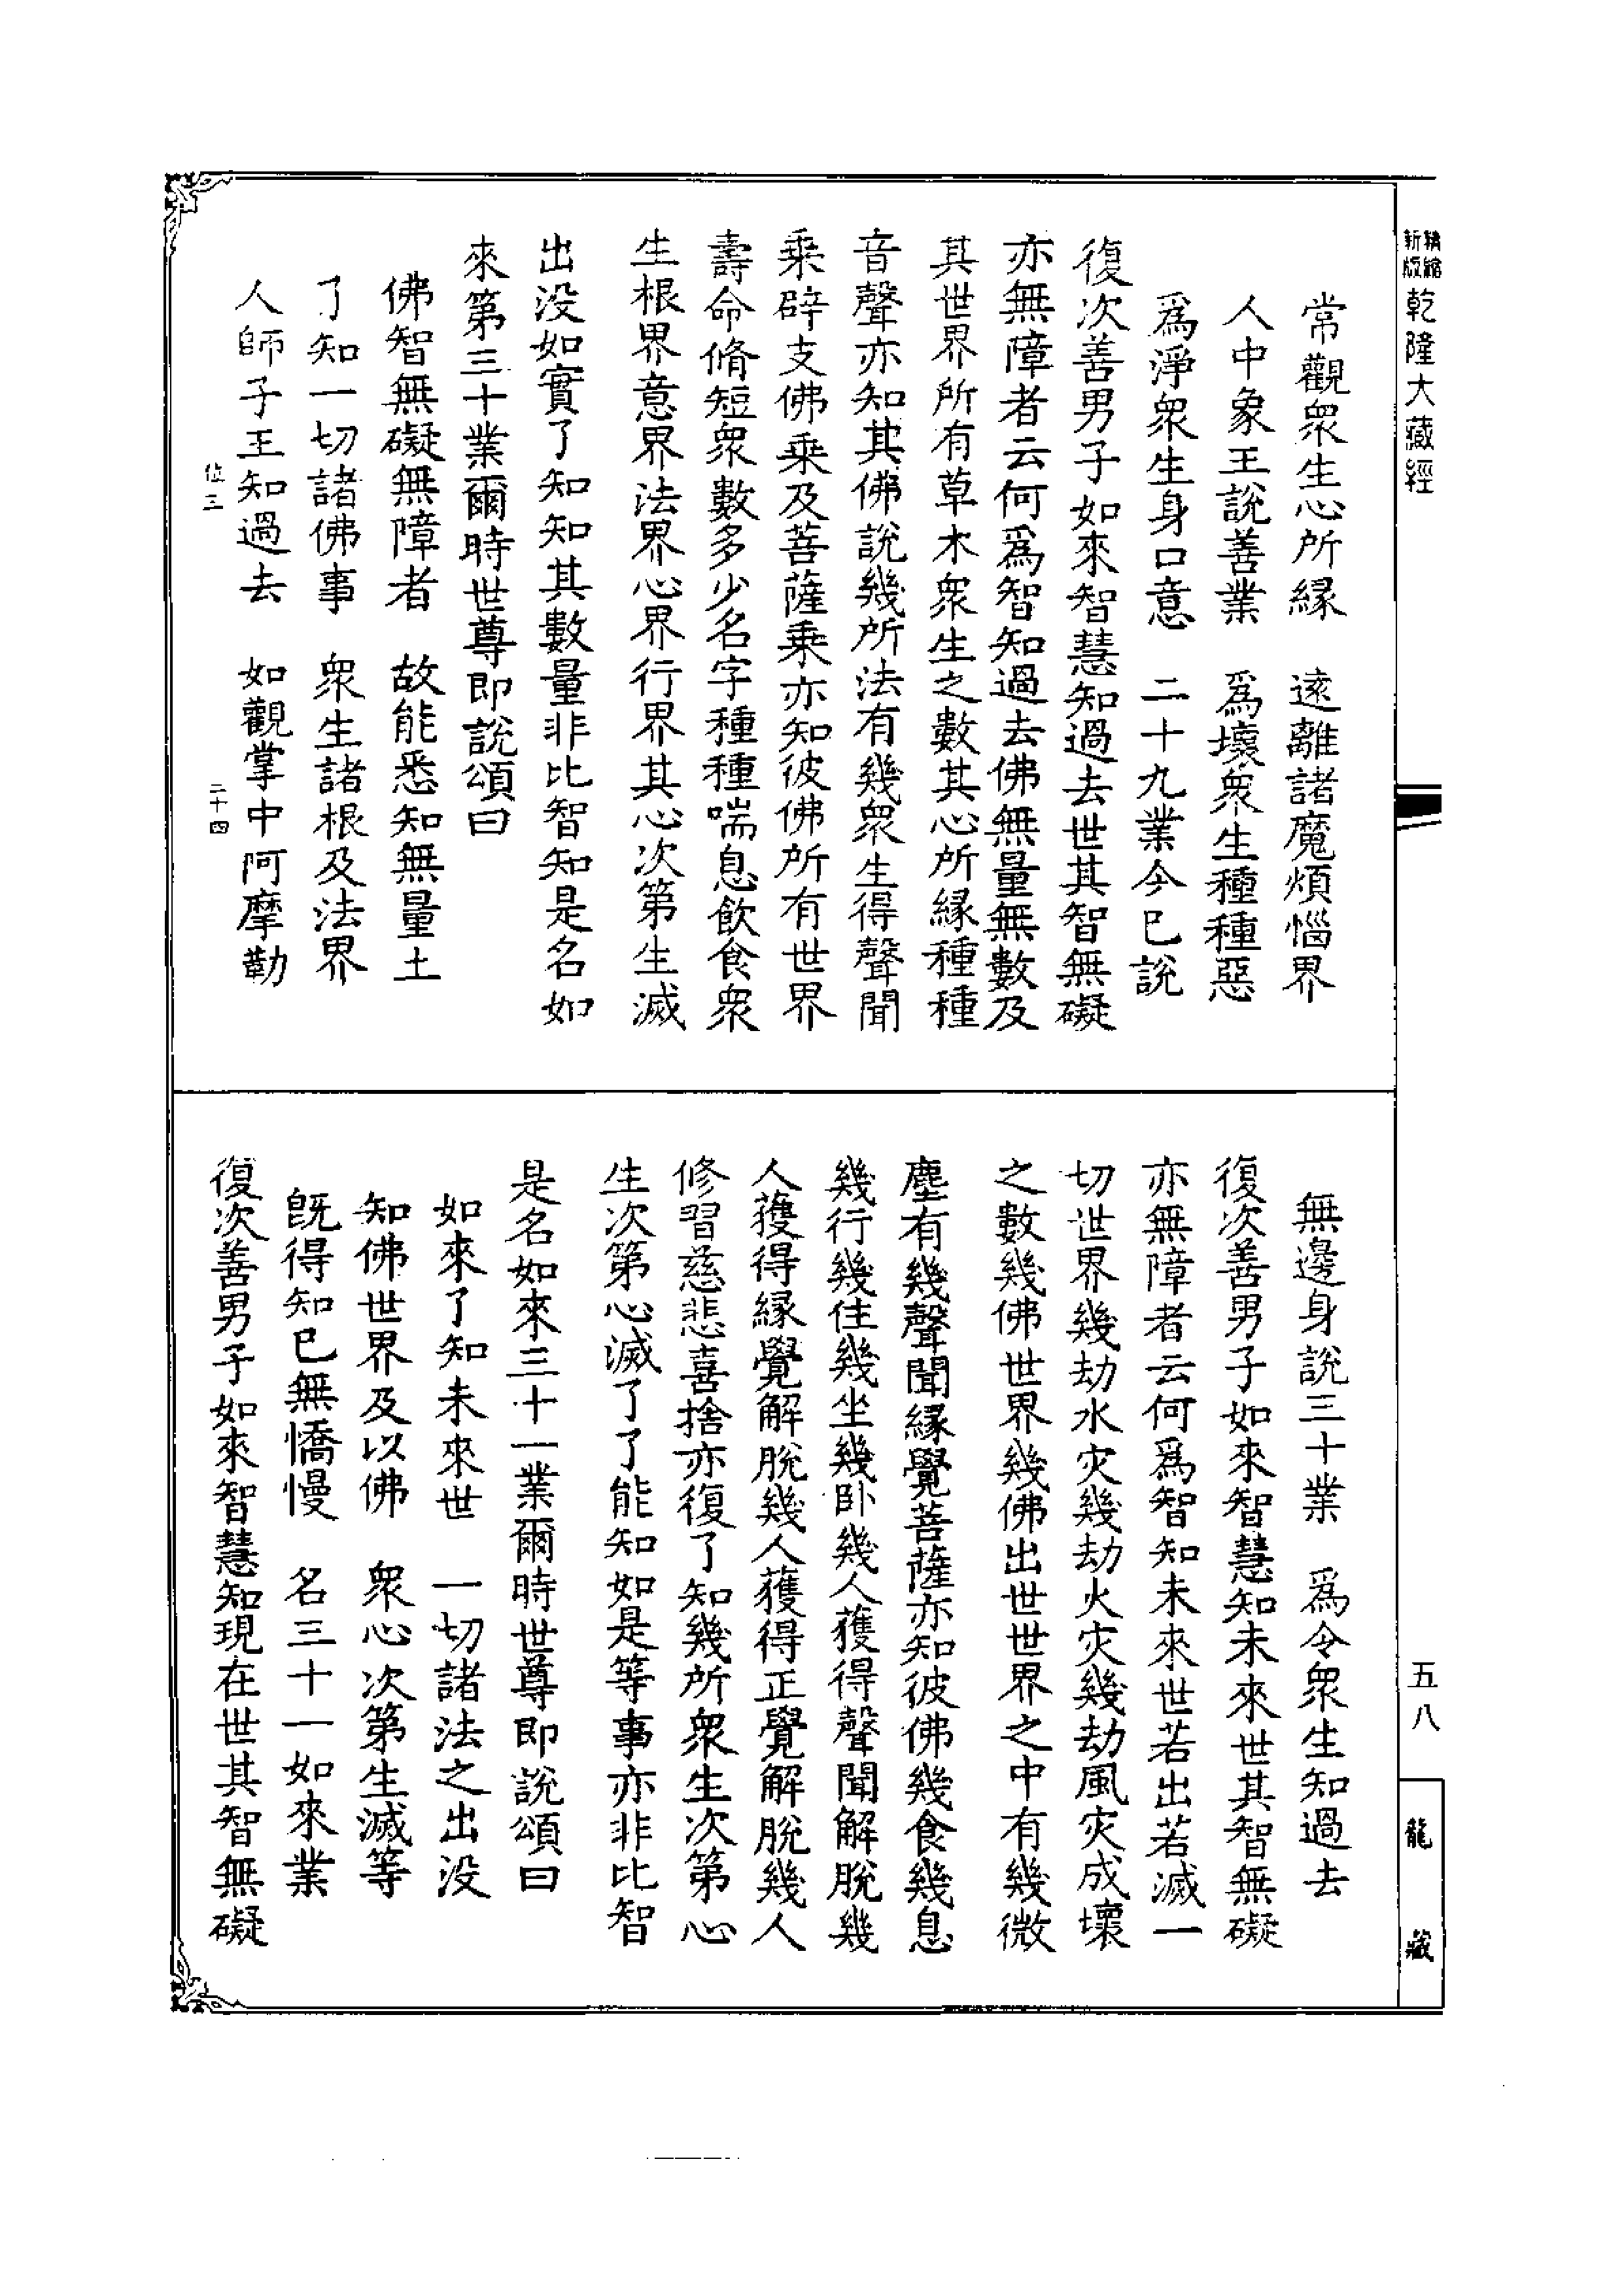 新版精縮乾隆大藏經
常觀衆生心所緣　遠離諸魔煩惱界
人中象王說善業　爲壞衆生種種惡
爲淨衆生身口意　二十九業今已說
復次善男子如來智慧知過去世其智無礙
亦無障者云何爲智知過去佛無量無數及
其世界所有草木衆生之數其心所緣種種
音聲亦知其佛說幾所法有幾衆生得聲聞
乘辟支佛乘及菩薩乘亦知彼佛所有世界
壽命脩短衆數多少名字種種喘息飲食衆
生根界意界法界心界行界其心次第生滅
出没如實了知知其數量非比智知是名如
來第三十業爾時世尊即說頌曰
佛智無礙無障者　故能悉知無量土
了知一切諸佛事　衆生諸根及法界
人師子王知過去　如觀掌中阿摩勒
位三　二十四
無邊身說三十業　爲令衆生知過去
復次善男子如來智慧知未來世其智無礙
亦無障者云何爲智知未來世若出若滅一
切世界幾劫水灾幾劫火灾幾劫風灾成壞
之數幾佛世界幾佛出世世界之中有幾微
塵有幾聲聞緣覺菩薩亦知彼佛幾食幾息
幾行幾住幾坐幾卧幾人獲得聲聞解脫幾
人獲得緣覺解脫幾人獲得正覺解脫幾人
修習慈悲喜捨亦復了知幾所衆生次第心
生次第心滅了了能知如是等事亦非比智
是名如來三十一業爾時世尊即說頌曰
如來了知未來世　一切諸法之出没
知佛世界及以佛　衆心次第生滅等
旣得知已無憍慢　名三十一如來業
復次善男子如來智慧知現在世其智無礙
五八
龍藏